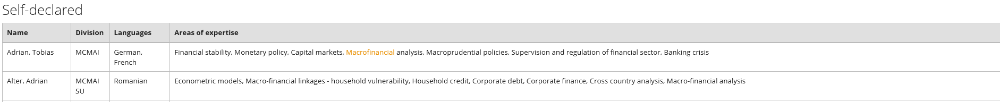 Self-declared
Name Division Languages Areas of expertise
Adrian, Tobias MCMAI German, Financial stability, Monetary policy, Capital markets, Macrofinancial analysis, Macroprudential policies, Supervision and regulation of financial sector, Banking crisis
French
Alter, Adrian MCMAI Romanian Econometric models, Macro-financial linkages - household vulnerability, Household credit, Corporate debt, Corporate finance, Cross country analysis, Macro-financial analysis
SU